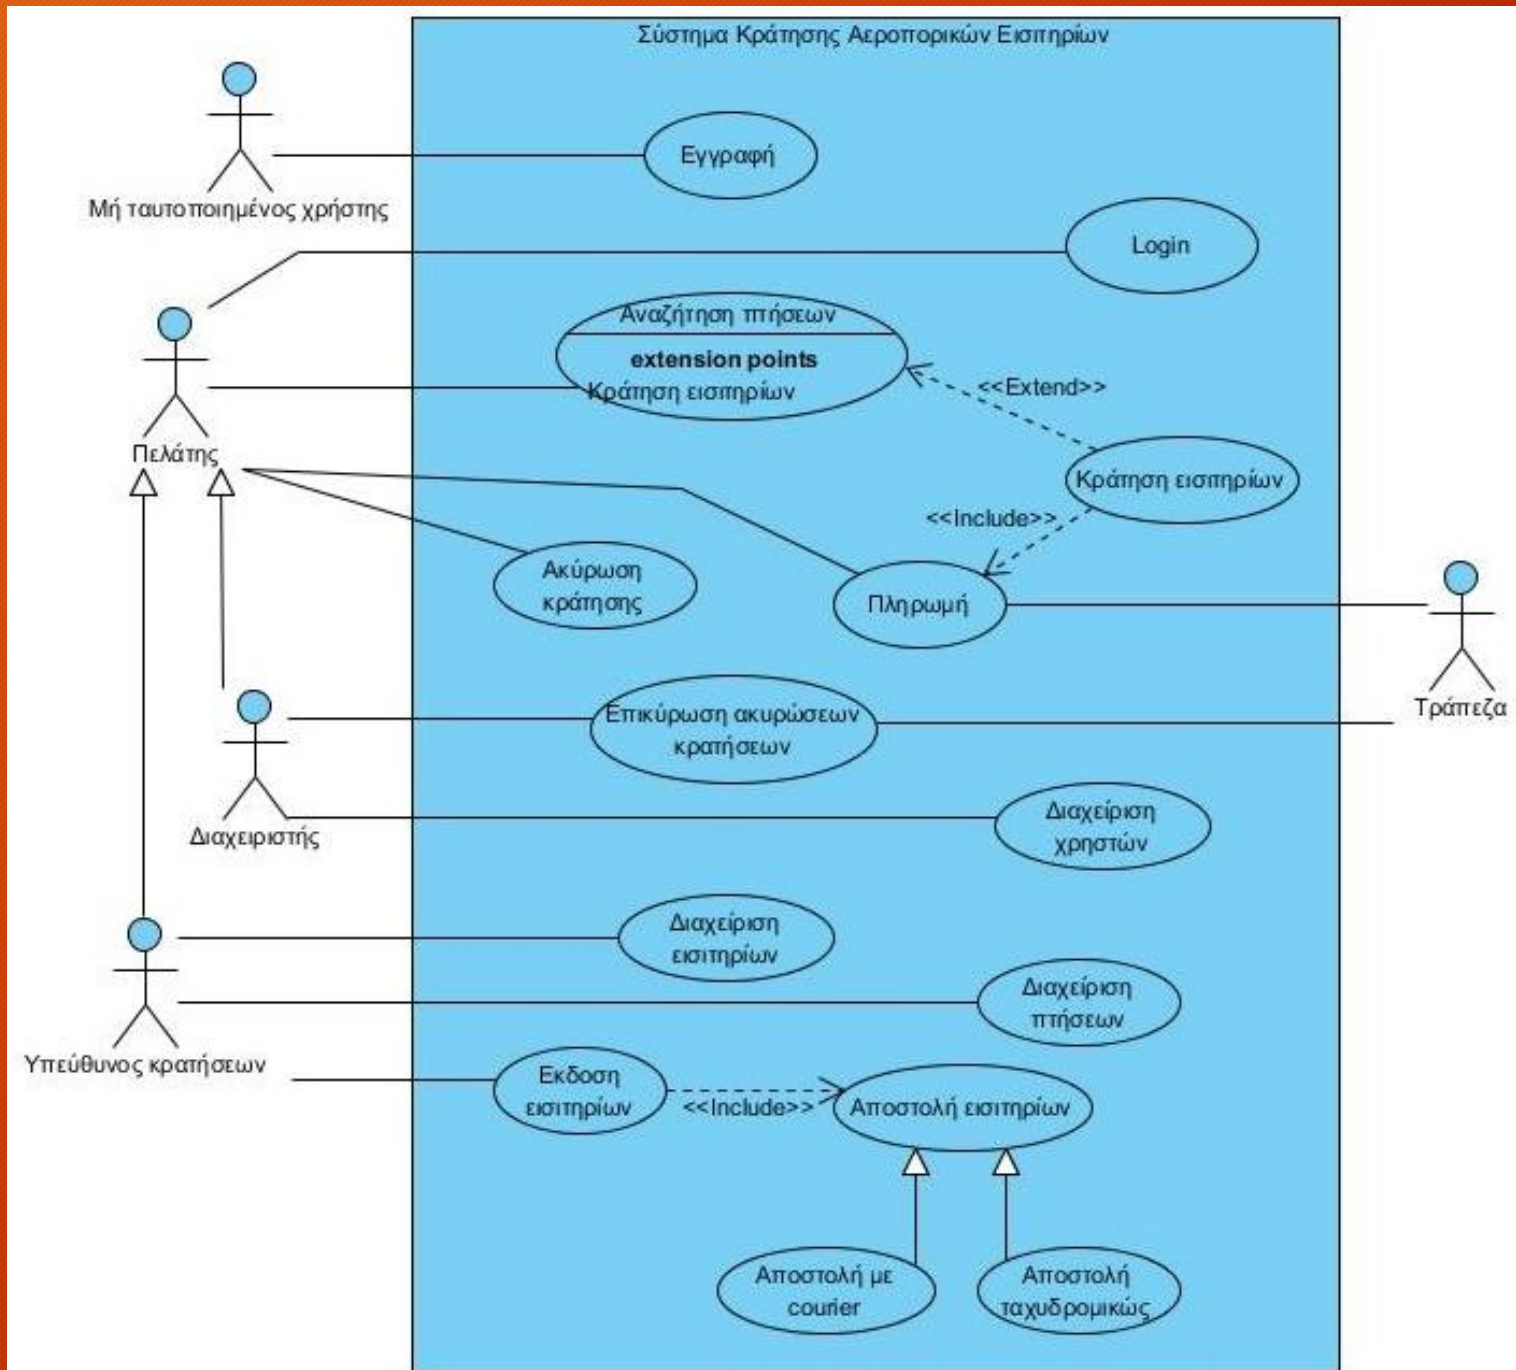 Σύστημα Κράτησης Αεροπορικών Εισιτηρίων
Εγγραφή
Μή ταυτοποιημένος χρήστης
Login
Αναζήτηση πτήσεων
extension points
Κράτηση εισιτηρίων
<<Extend>>
Πελάτης
Κράτηση εισιτηρίων
<<Include>>
Ακύρωση
κράτησης
Πληρωμή
Τράπεζα
Επικύρωση ακυρώσεων
κρατήσεων
Διαχειριστής
Διαχείριση
χρηστών
Διαχείριση
εισιτηρίων
Διαχείριση
πτήσεων
Υπεύθυνος κρατήσεων
Εκδοση
εισιτηρίων
<<Include>>
Αποστολή εισιτηρίων
Αποστολή με
courier
Αποστολή
ταχυδρομικώς